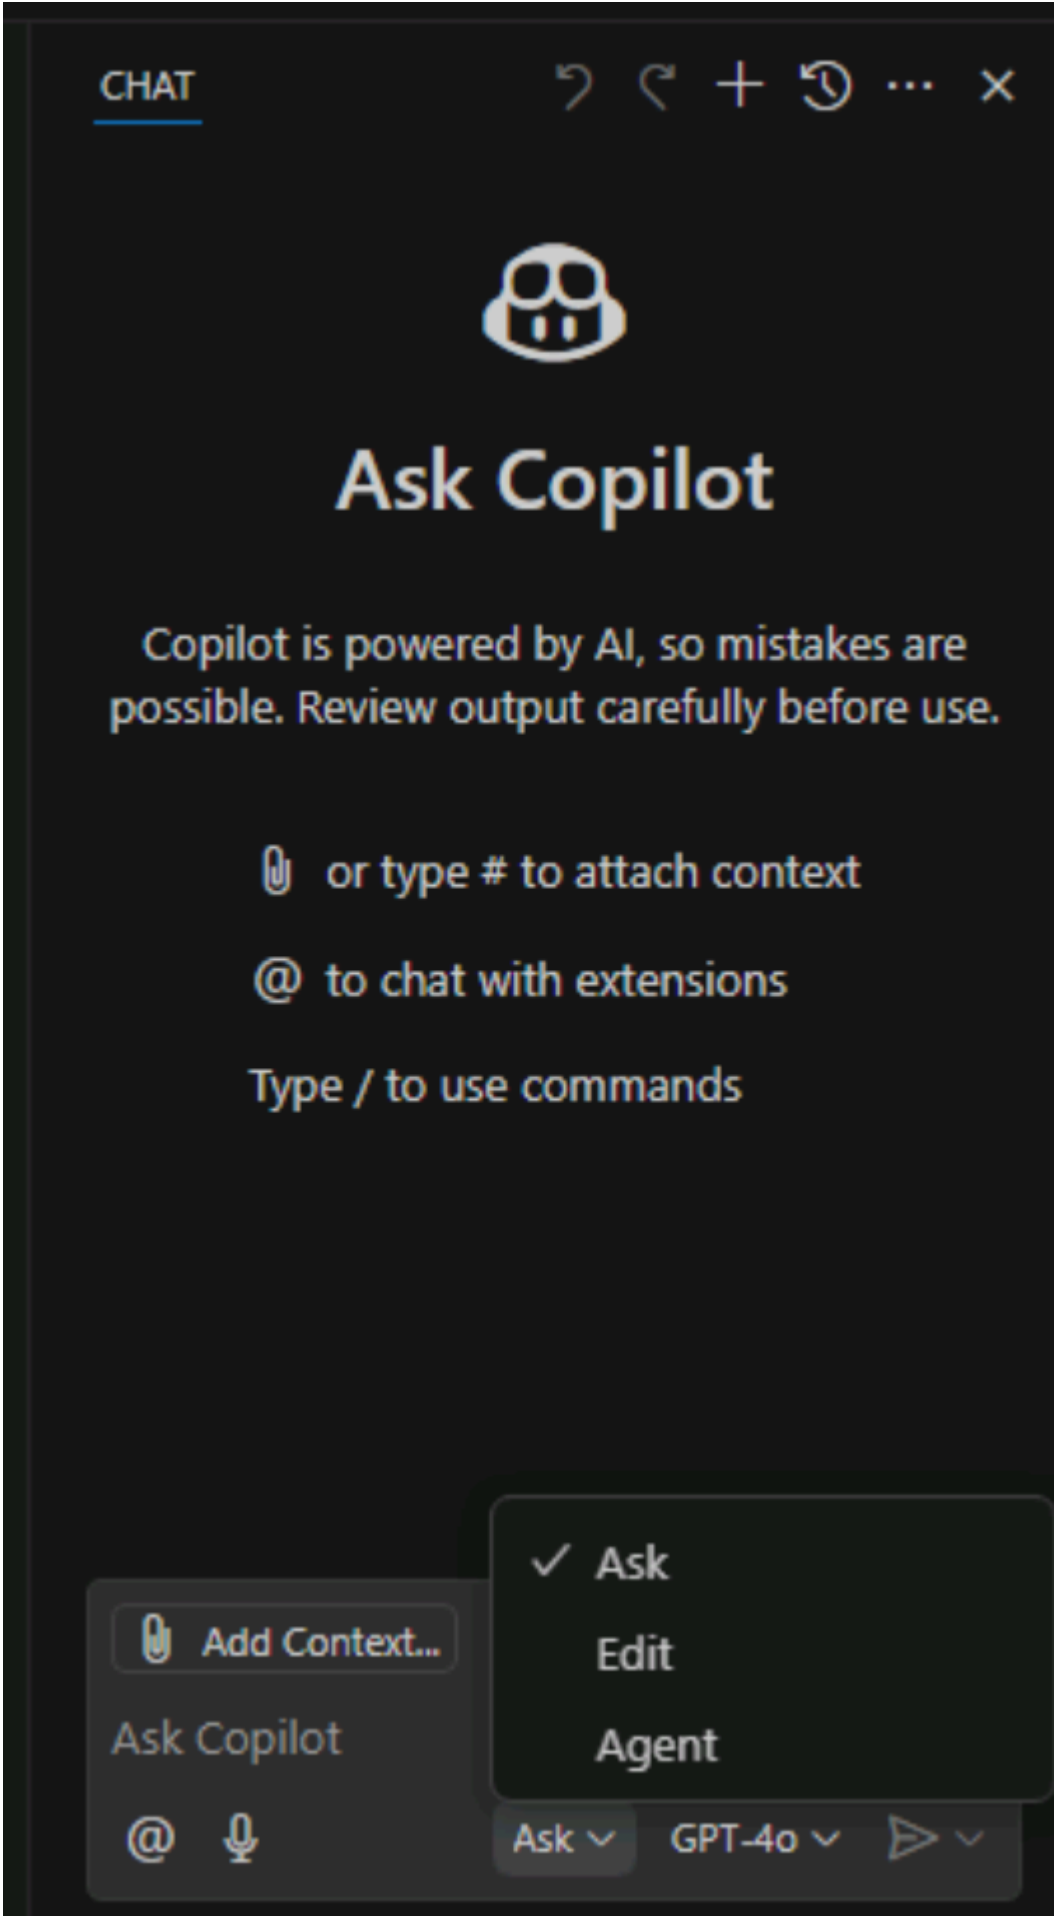 CHAT
Ask Copilot
Copilot is powered by AI, so mistakes are
possible. Review output carefully before use.
or type # to attach context
@ to chat with extensions
Type / to use commands
Ask
Edit
Agent
Add Context...
Ask Copilot
@
Ask
GPT-4o